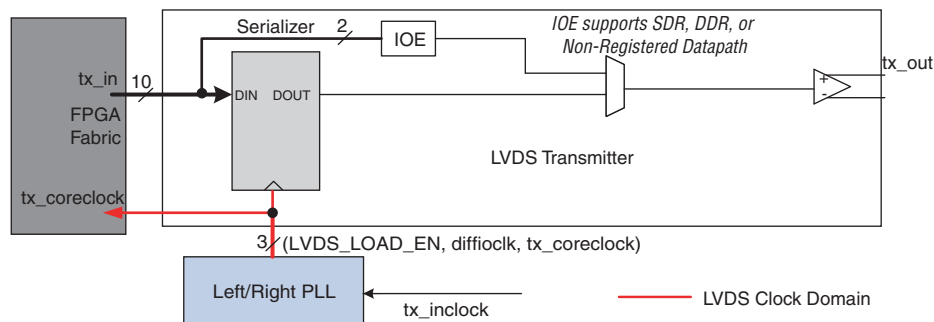 Serializer
2
IOE
IOE supports SDR, DDR, or
Non-Registered Datapath
tx_in
10
FPGA
Fabric
DIN DOUT
+
-
tx_out
LVDS Transmitter
tx_coreclock
3
(LVDS_LOAD_EN, diffioclk, tx_coreclock)
Left/Right PLL
tx_inclock
LVDS Clock Domain